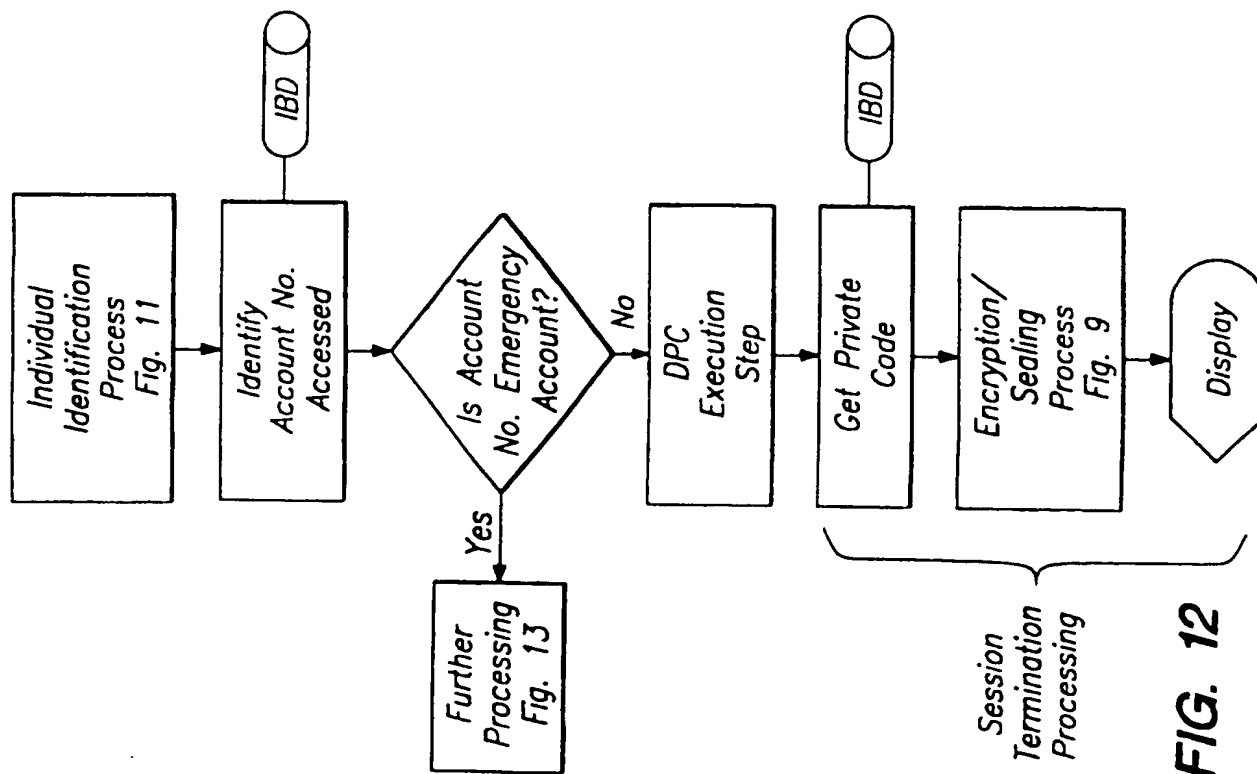 Individual
Identification
Process
Fig. 11
Identify
Account No.
Accessed
IBD
Is Account
No. Emergency
Account?
Yes
No
Further
Processing
Fig. 13
DPC
Execution
Step
Get Private
Code
IBD
Encryption/
Sealing
Process
Fig. 9
Display
Session
Termination
Processing
FIG. 12